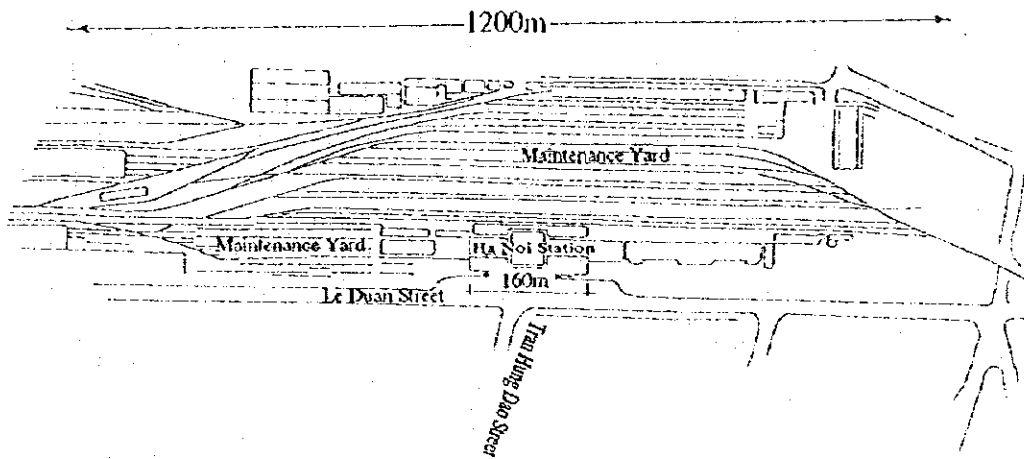 1200m
Maintenance Yard
Maintenance Yard
Ha Noi Station
160m
Le Duan Street
Tran Hung Dao Street